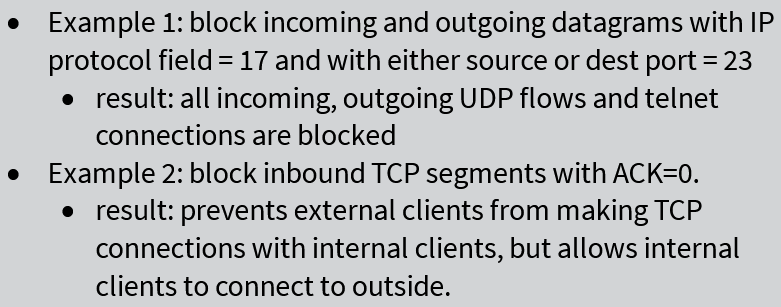 • Example 1: block incoming and outgoing datagrams with IP
protocol field = 17 and with either source or dest port = 23
• result: all incoming, outgoing UDP flows and telnet
connections are blocked
• Example 2: block inbound TCP segments with ACK=0.
• result: prevents external clients from making TCP
connections with internal clients, but allows internal
clients to connect to outside.